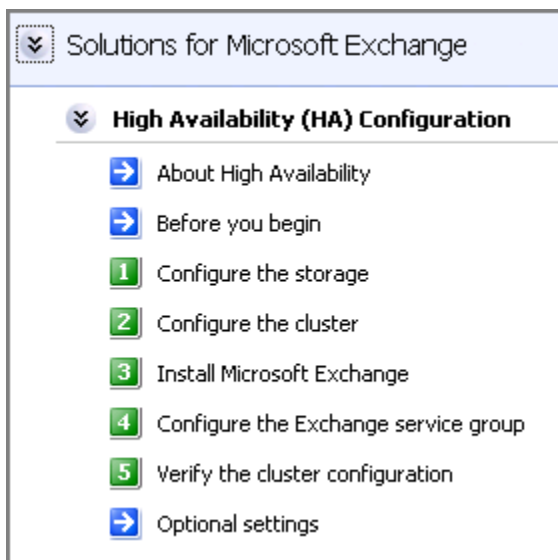 Solutions for Microsoft Exchange
High Availability (HA) Configuration
About High Availability
Before you begin
1 Configure the storage
2 Configure the cluster
3 Install Microsoft Exchange
4 Configure the Exchange service group
5 Verify the cluster configuration
Optional settings